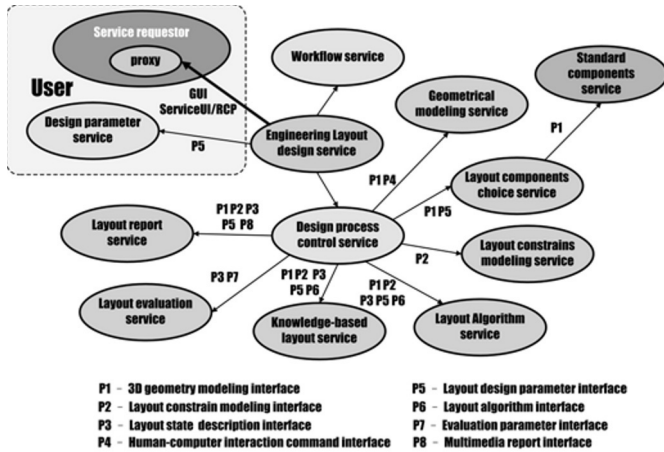 Service requestor
proxy
User
GUI
ServiceUI/RCP
Workflow service
Standard
components
service
Geometrical
modeling service
Design parameter
service
P5
Engineering Layout
design service
P1
P1 P4
Layout components
choice service
P1 P5
Layout report
service
P1 P2 P3
P5 P8
Design process
control service
P2
Layout constrains
modeling service
P3 P7
P1 P2 P3
P5 P6
P1 P2
P3 P5 P6
Layout evaluation
service
Knowledge-based
layout service
Layout Algorithm
service
P1 – 3D geometry modeling interface
P2 – Layout constrain modeling interface
P3 – Layout state description interface
P4 – Human-computer interaction command interface
P5 – Layout design parameter interface
P6 – Layout algorithm interface
P7 – Evaluation parameter interface
P8 – Multimedia report interface